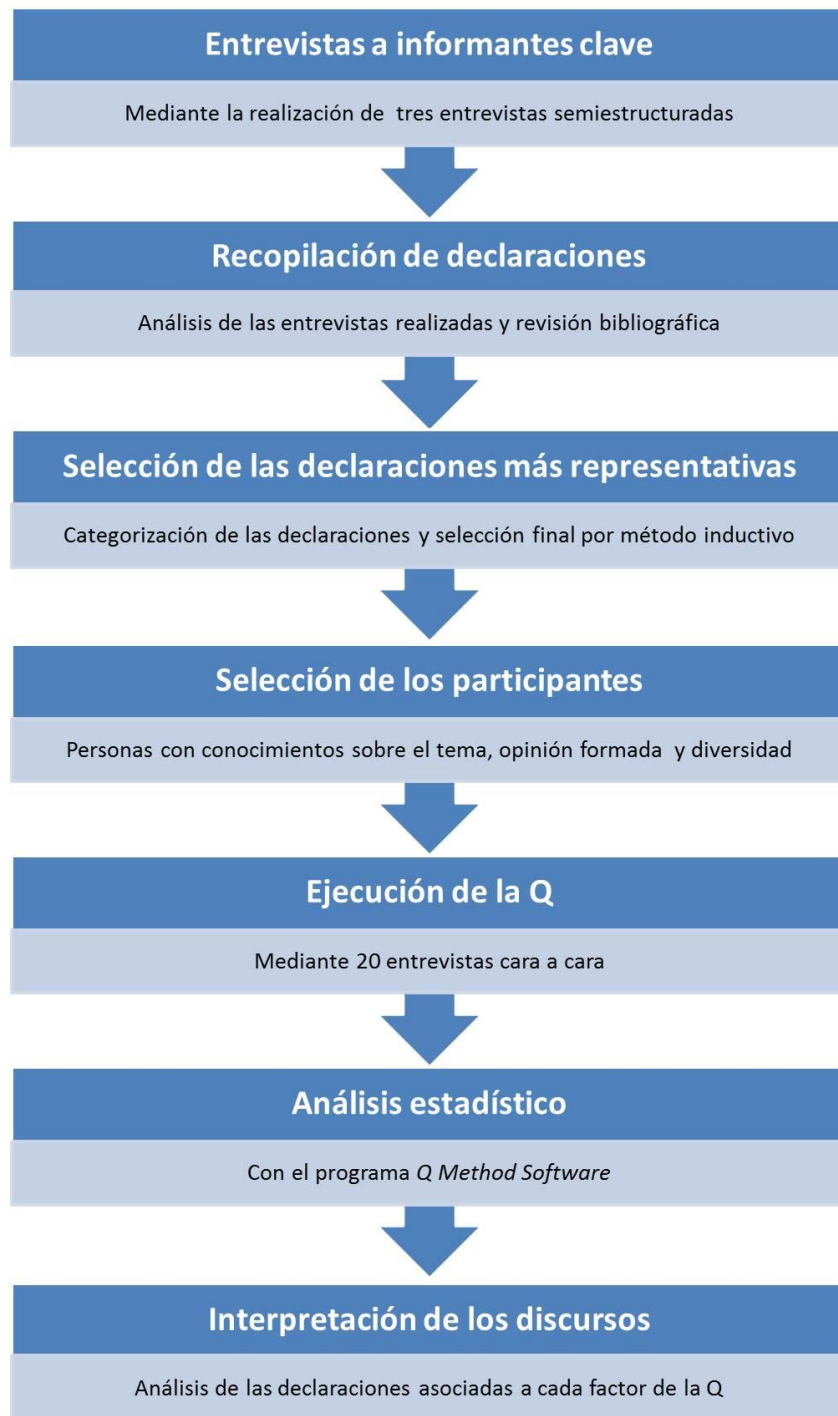 Entrevistas a informantes clave
Mediante la realización de tres entrevistas semiestructuradas
Recopilación de declaraciones
Análisis de las entrevistas realizadas y revisión bibliográfica
Selección de las declaraciones más representativas
Categorización de las declaraciones y selección final por método inductivo
Selección de los participantes
Personas con conocimientos sobre el tema, opinión formada y diversidad
Ejecución de la Q
Mediante 20 entrevistas cara a cara
Análisis estadístico
Con el programa Q Method Software
Interpretación de los discursos
Análisis de las declaraciones asociadas a cada factor de la Q